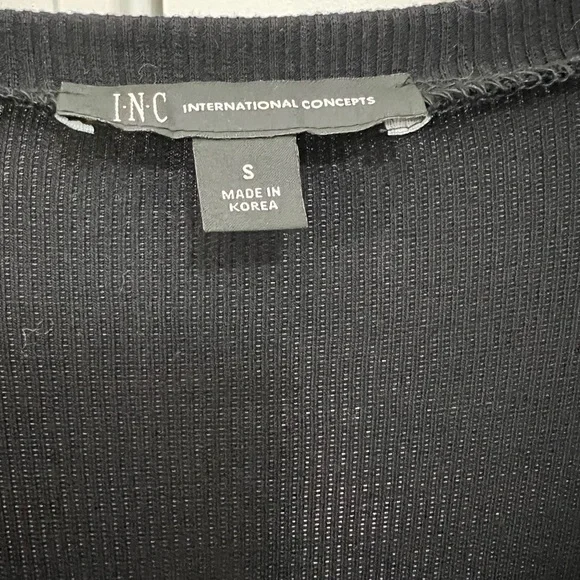 I·N·C INTERNATIONAL CONCEPTS
S
MADE IN
KOREA